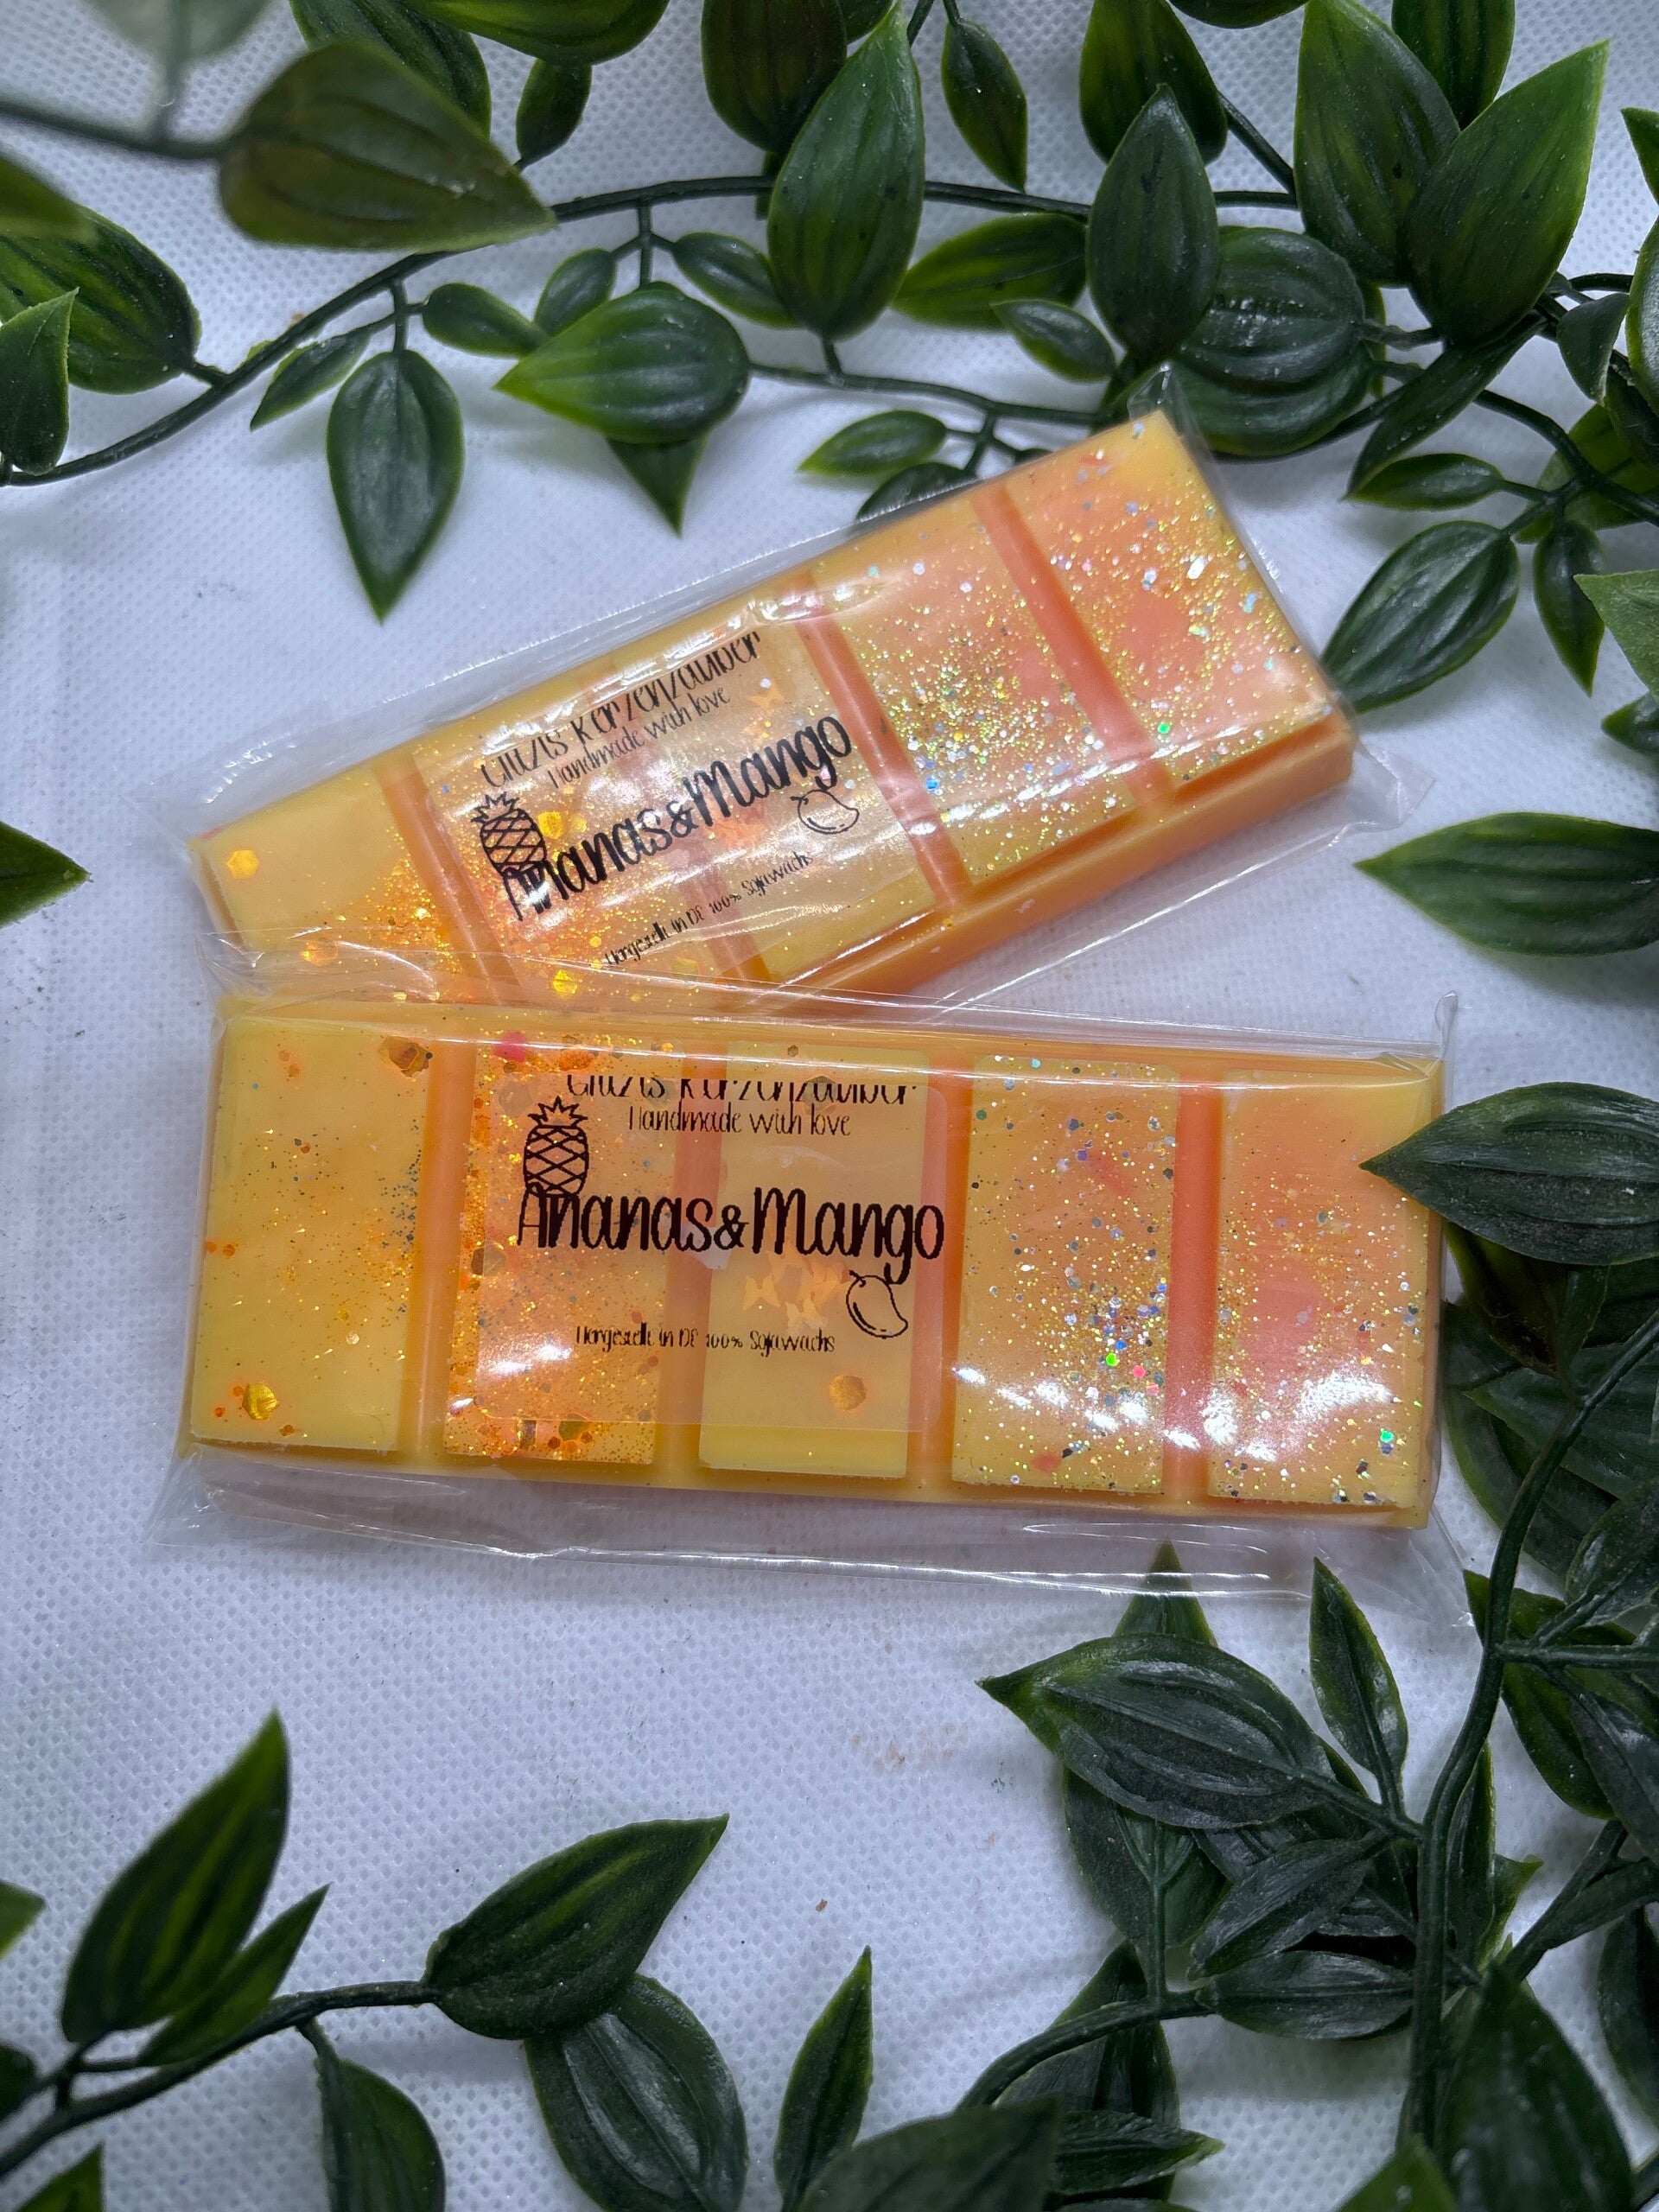 Kerzenzauber
Handmade with love
Ananas&Mango
Hergestellt in DE 100% Sojawachs
Kerzenzauber
Handmade with love
Ananas&Mango
Hergestellt in DE 100% Sojawachs